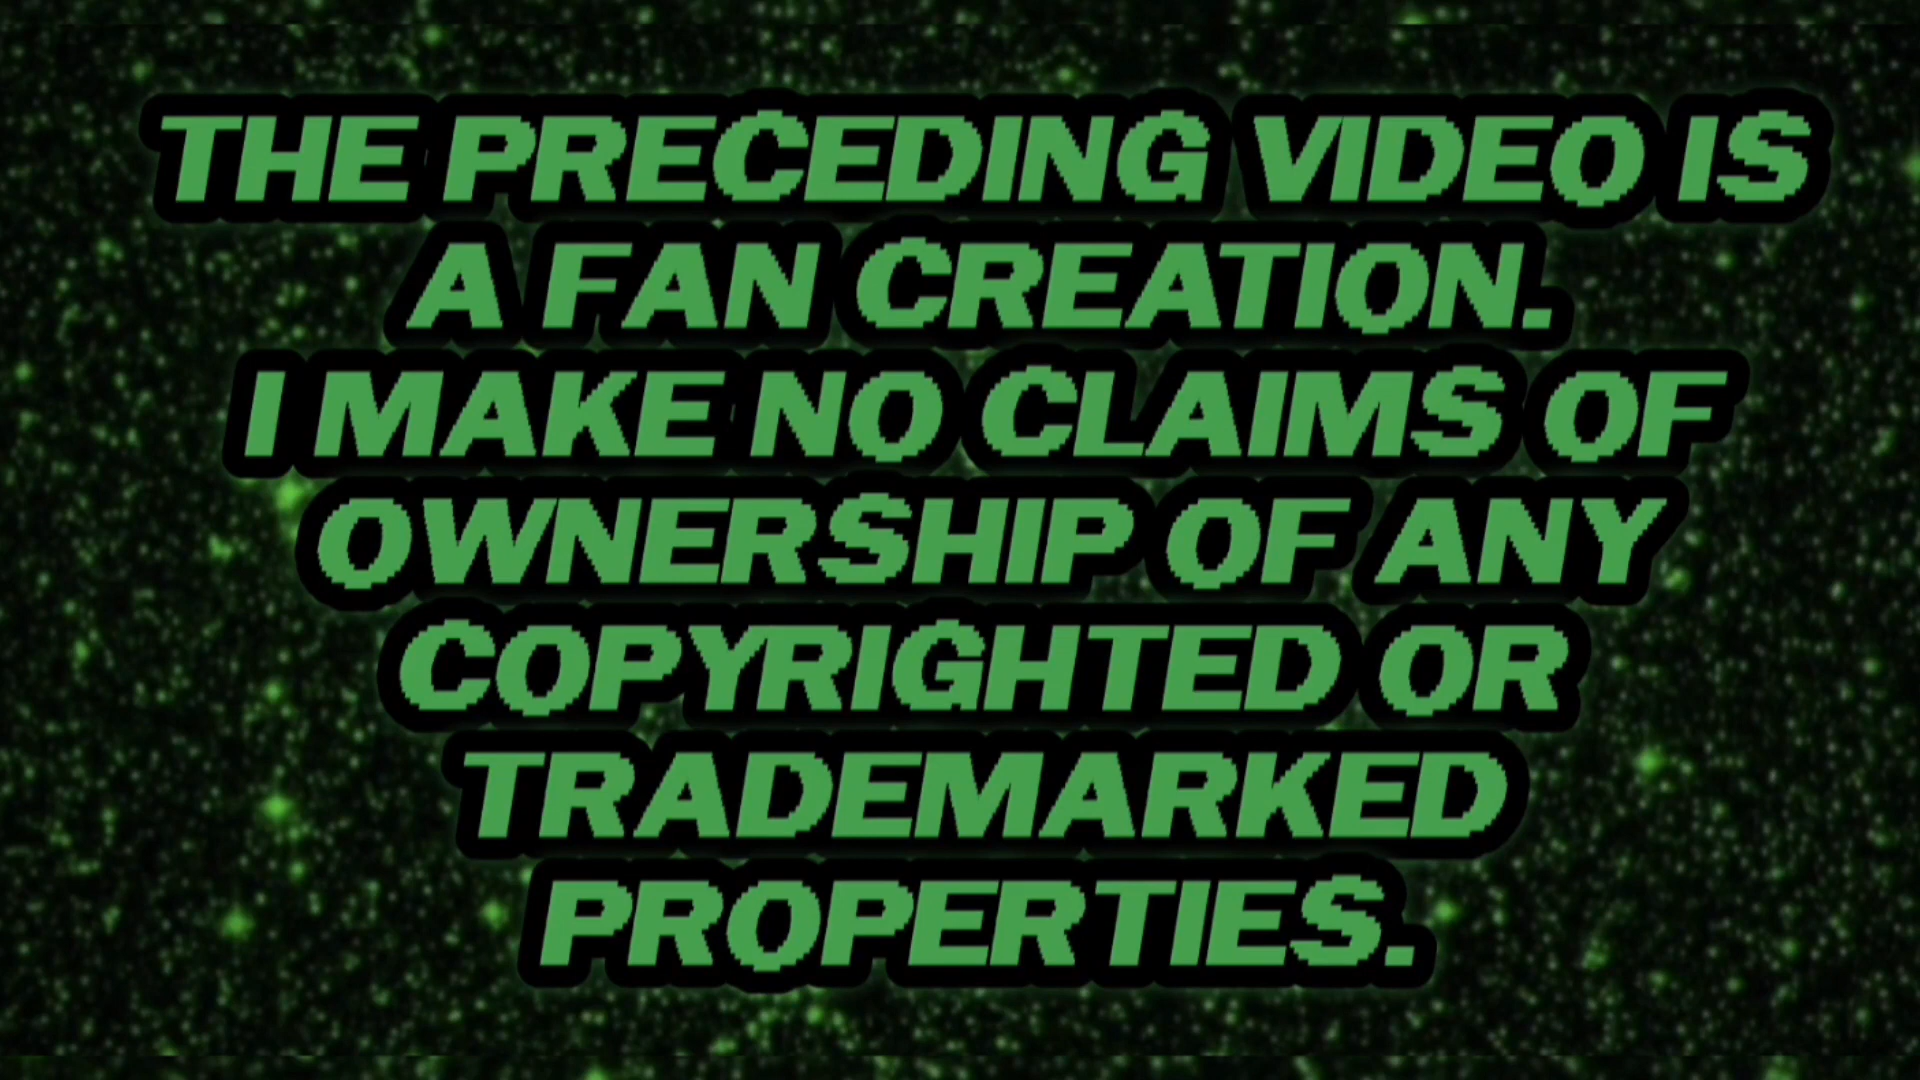 THE PRECEDING VIDEO IS
A FAN CREATION.
I MAKE NO CLAIMS OF
OWNERSHIP OF ANY
COPYRIGHTED OR
TRADEMARKED
PROPERTIES.